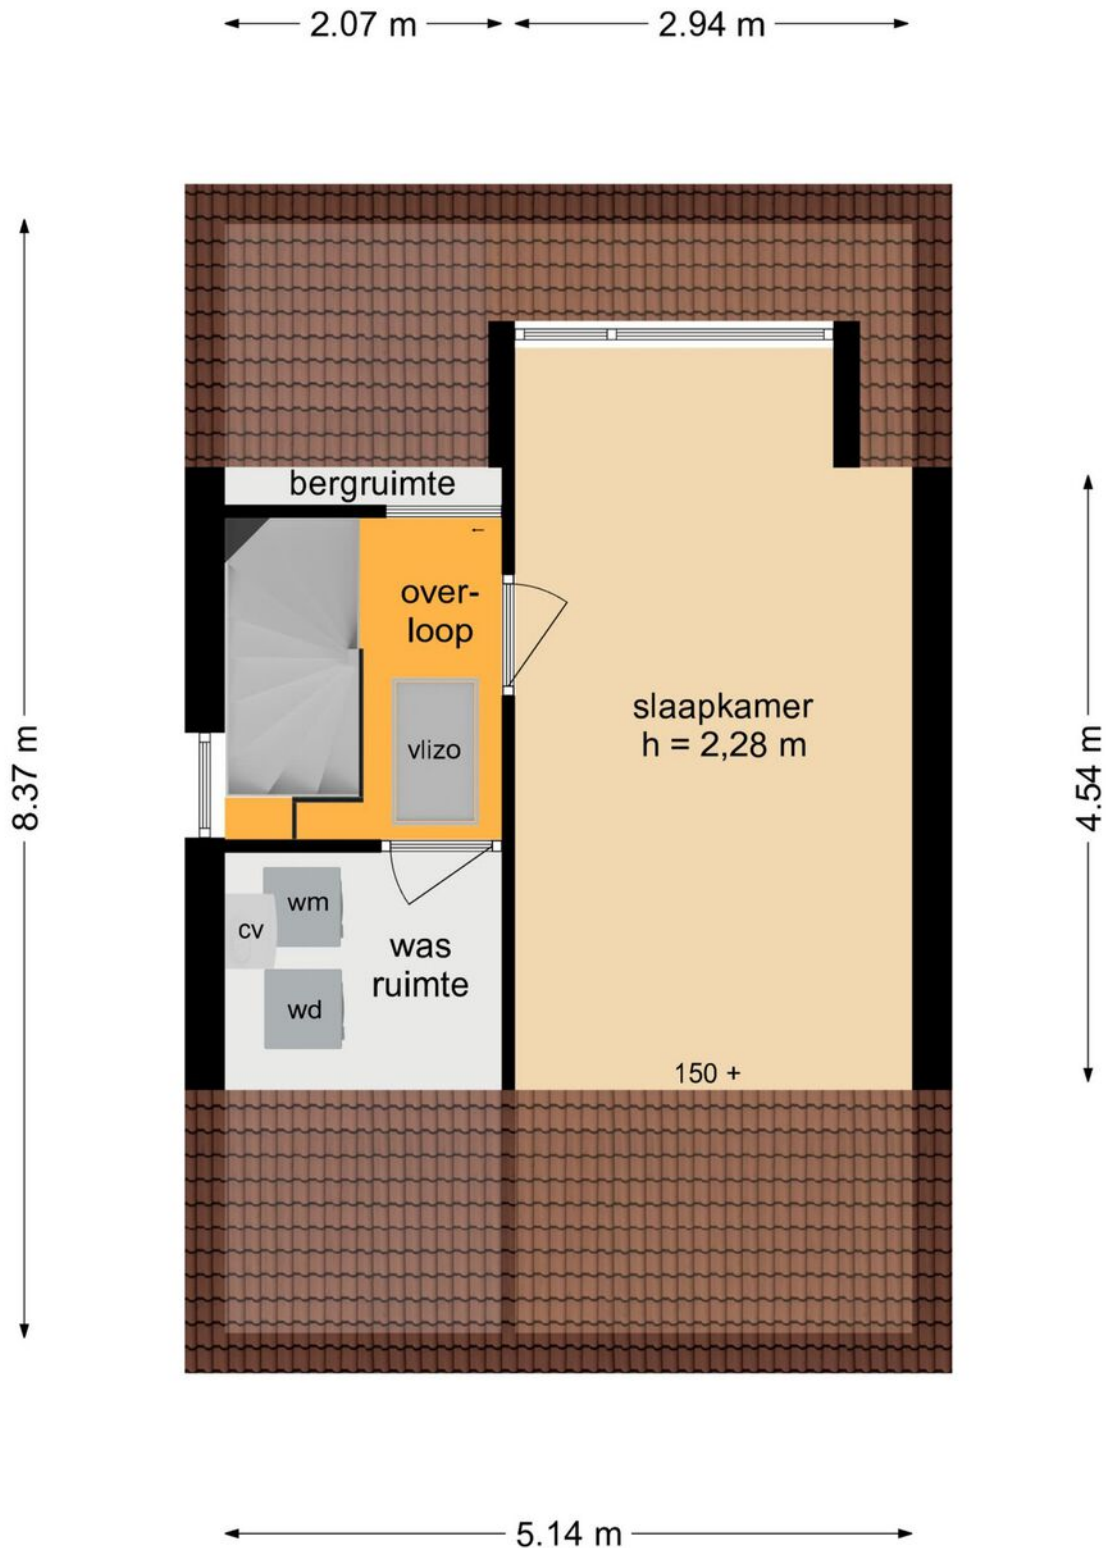 2.07 m
2.94 m
bergruimte
over-
loop
vlizo
slaapkamer
h = 2,28 m
8.37 m
4.54 m
wm
cv
was
ruimte
wd
150 +
5.14 m